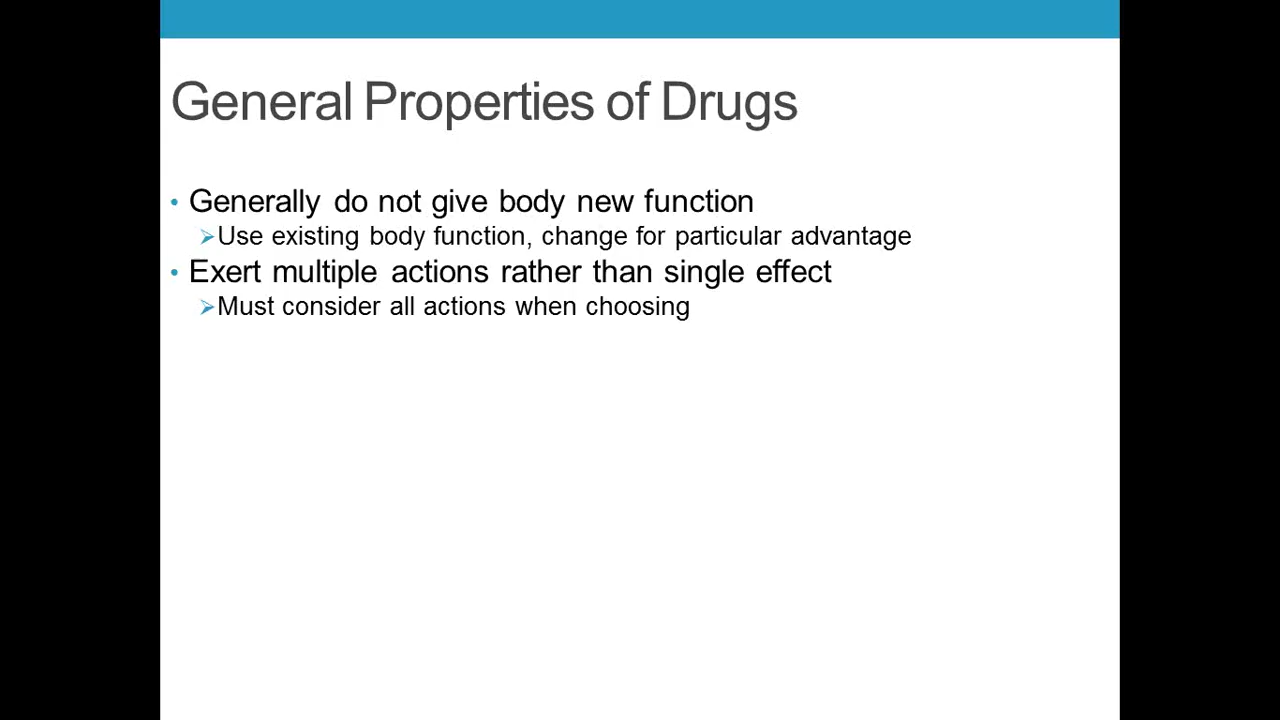 General Properties of Drugs
• Generally do not give body new function
➢Use existing body function, change for particular advantage
• Exert multiple actions rather than single effect
➢Must consider all actions when choosing